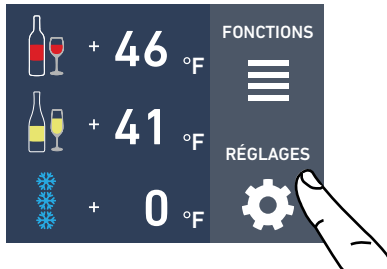 + 46 °F
FONCTIONS
+ 41 °F
RÉGLAGES
+ 0 °F